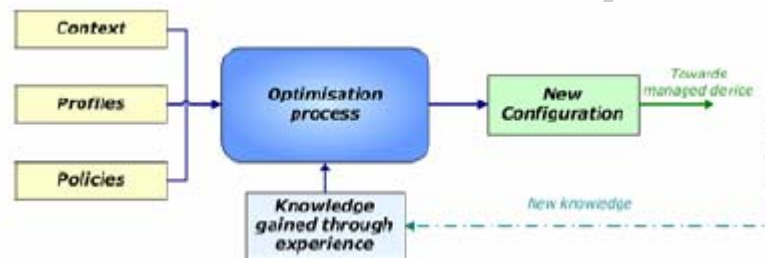 Context
Profiles
Policies
Optimisation
process
New
Configuration
Towards
managed device
Knowledge
gained through
experience
New knowledge